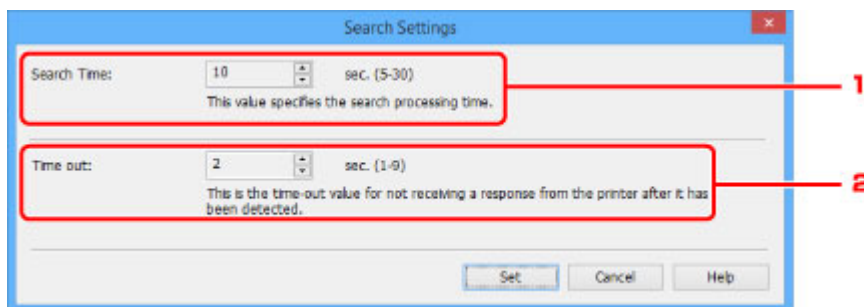 Search Settings
Search Time:
10
sec. (5-30)
This value specifies the search processing time.
1
Time out:
2
sec. (1-9)
This is the time-out value for not receiving a response from the printer after it has
been detected.
2
Set
Cancel
Help